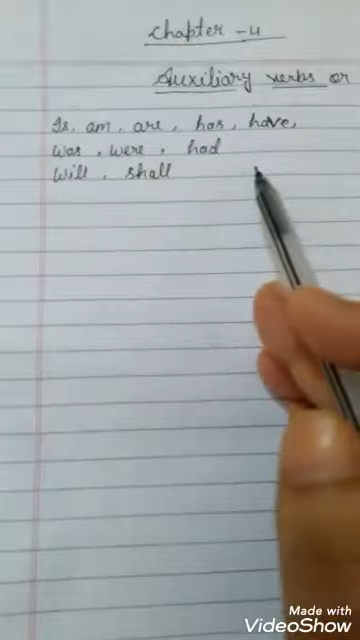 Chapter - 4
Auxiliary verbs or
Is, am, are, has, have,
was, were, had
will, shall
Made with
VideoShow